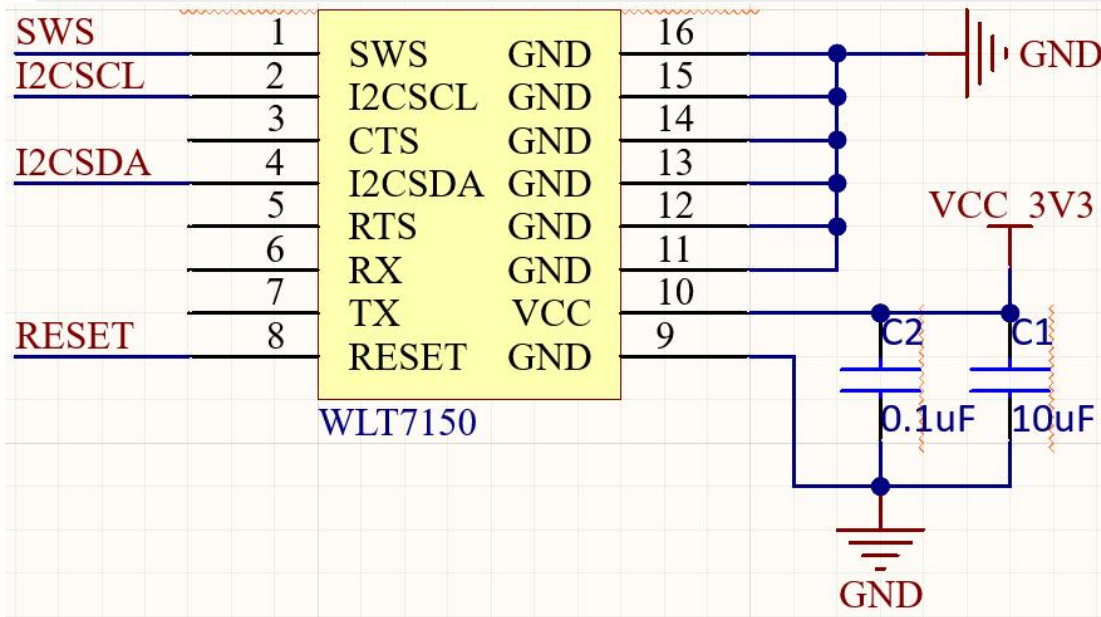 SWS 1 SWS GND 16 GND
I2CSCL 2 I2CSCL GND 15
3 CTS GND 14
I2CSDA 4 I2CSDA GND 13
5 RTS GND 12 VCC_3V3
6 RX GND 11
7 TX VCC 10
RESET 8 RESET GND 9 C2 C1
WLT7150 0.1uF 10uF
GND